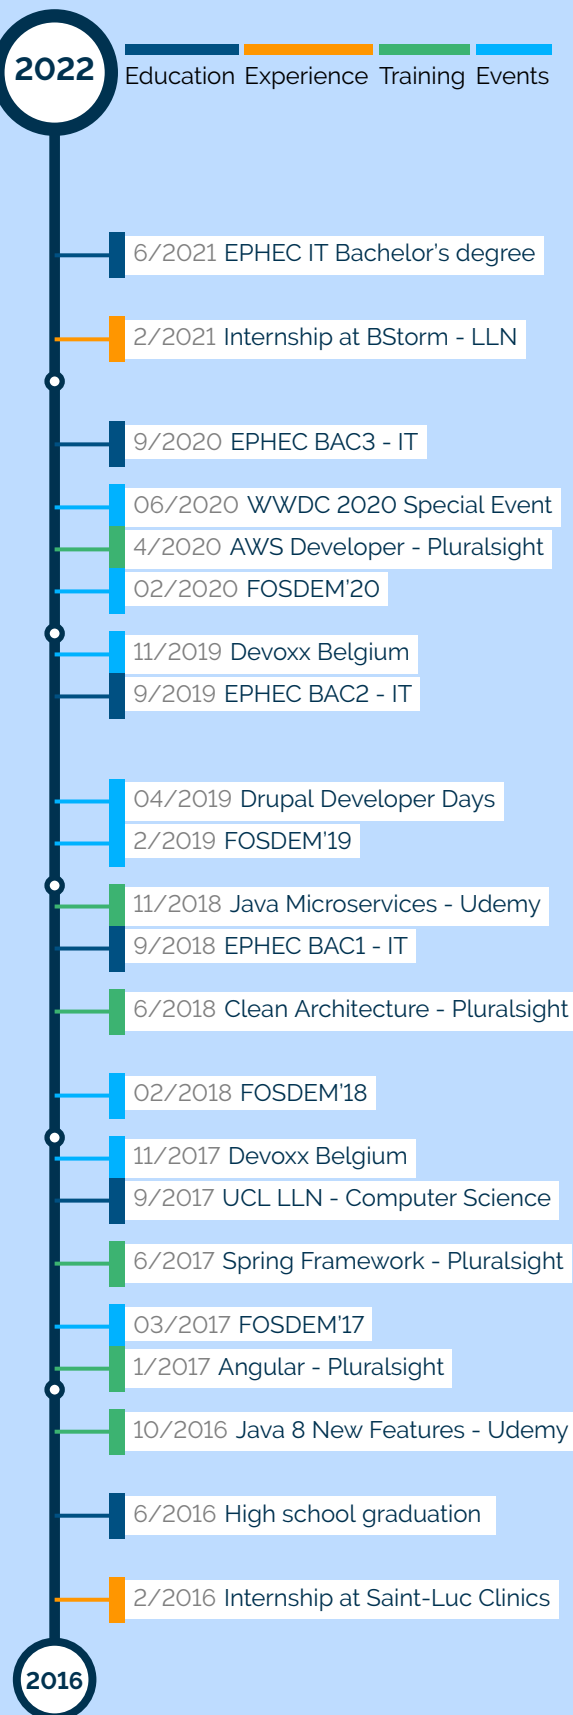 2022
Education Experience Training Events
6/2021 EPHEC IT Bachelor's degree
2/2021 Internship at BStorm - LLN
9/2020 EPHEC BAC3 - IT
06/2020 WWDC 2020 Special Event
4/2020 AWS Developer - Pluralsight
02/2020 FOSDEM'20
11/2019 Devoxx Belgium
9/2019 EPHEC BAC2 - IT
04/2019 Drupal Developer Days
2/2019 FOSDEM'19
11/2018 Java Microservices - Udemy
9/2018 EPHEC BAC1 - IT
6/2018 Clean Architecture - Pluralsight
02/2018 FOSDEM'18
11/2017 Devoxx Belgium
9/2017 UCL LLN - Computer Science
6/2017 Spring Framework - Pluralsight
03/2017 FOSDEM'17
1/2017 Angular - Pluralsight
10/2016 Java 8 New Features - Udemy
6/2016 High school graduation
2/2016 Internship at Saint-Luc Clinics
2016